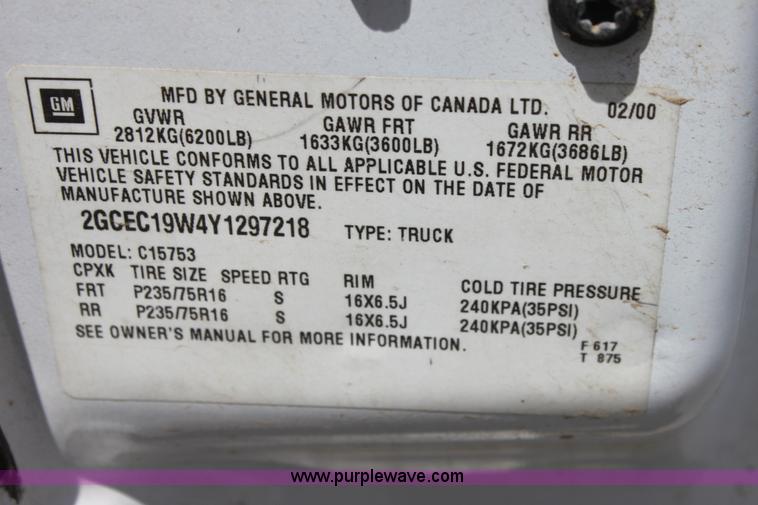 GM
MFD BY GENERAL MOTORS OF CANADA LTD. 02/00
GVWR GAWR FRT GAWR RR
2812KG(6200LB) 1633KG(3600LB) 1672KG(3686LB)
THIS VEHICLE CONFORMS TO ALL APPLICABLE U.S. FEDERAL MOTOR
VEHICLE SAFETY STANDARDS IN EFFECT ON THE DATE OF
MANUFACTURE SHOWN ABOVE.
2GCEC19W4Y1297218 TYPE: TRUCK
MODEL: C15753
CPXK TIRE SIZE SPEED RTG RIM COLD TIRE PRESSURE
FRT P235/75R16 S 16X6.5J 240KPA(35PSI)
RR P235/75R16 S 16X6.5J 240KPA(35PSI)
SEE OWNER'S MANUAL FOR MORE INFORMATION.
F 617
T 875
www.purplewave.com